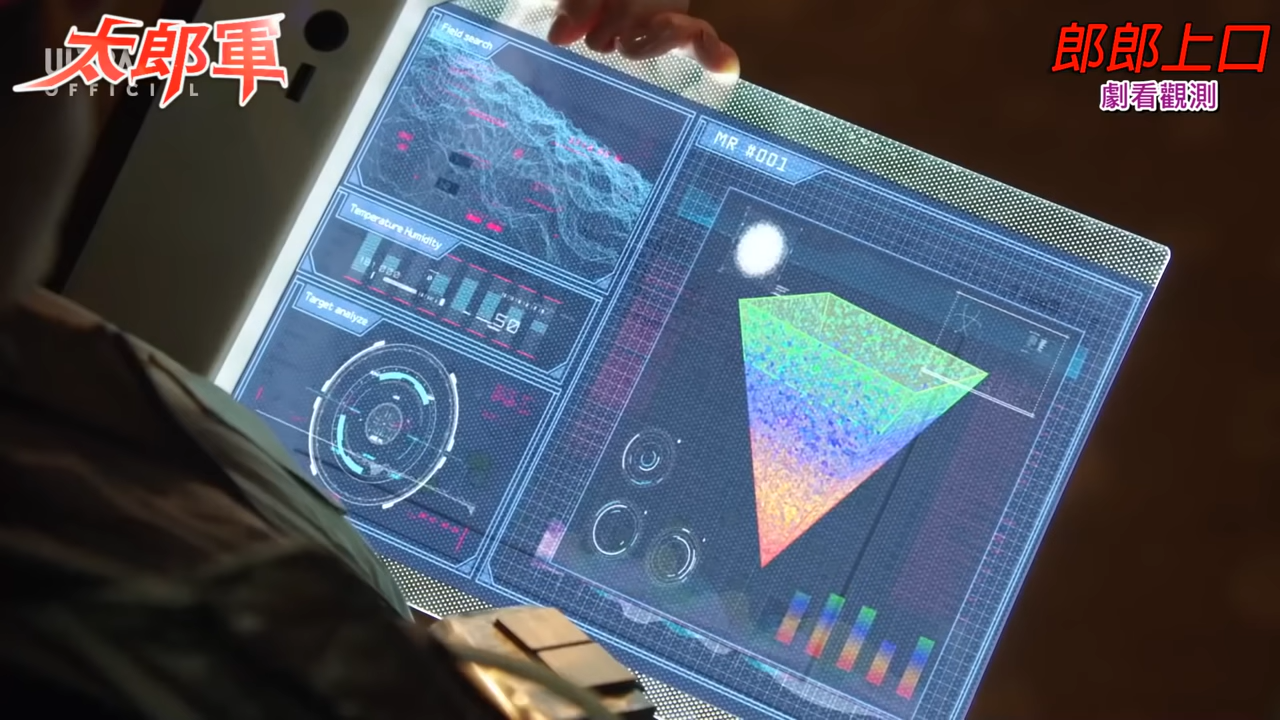 太郎軍
OFFICIAL
郎郎上口
劇看觀測
Field search
MR #001
Temperature Humidity
50
Target analyze